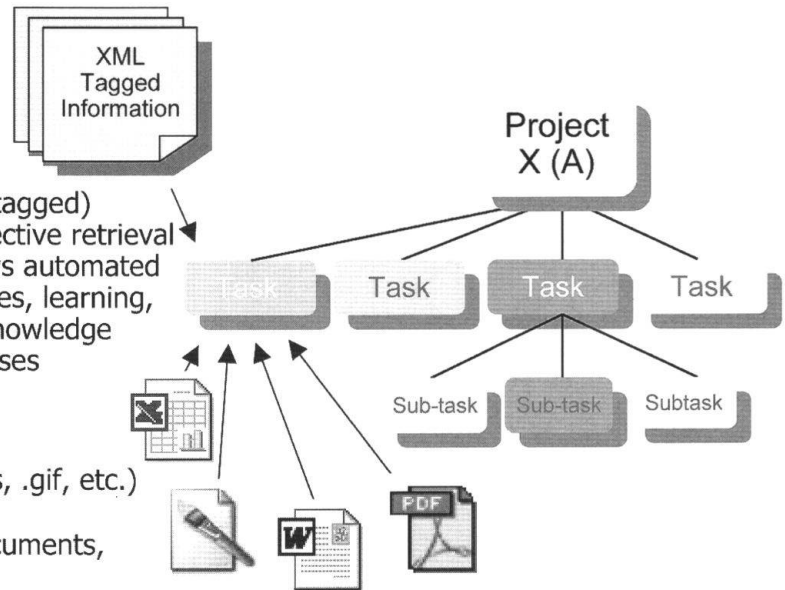 XML
Tagged
Information
Project
X (A)
tagged)
ective retrieval
s automated
es, learning,
nowledge
ses
Task
Task
Task
Task
Sub-task
Sub-task
Subtask
s, .gif, etc.)
cuments,
W
PDF